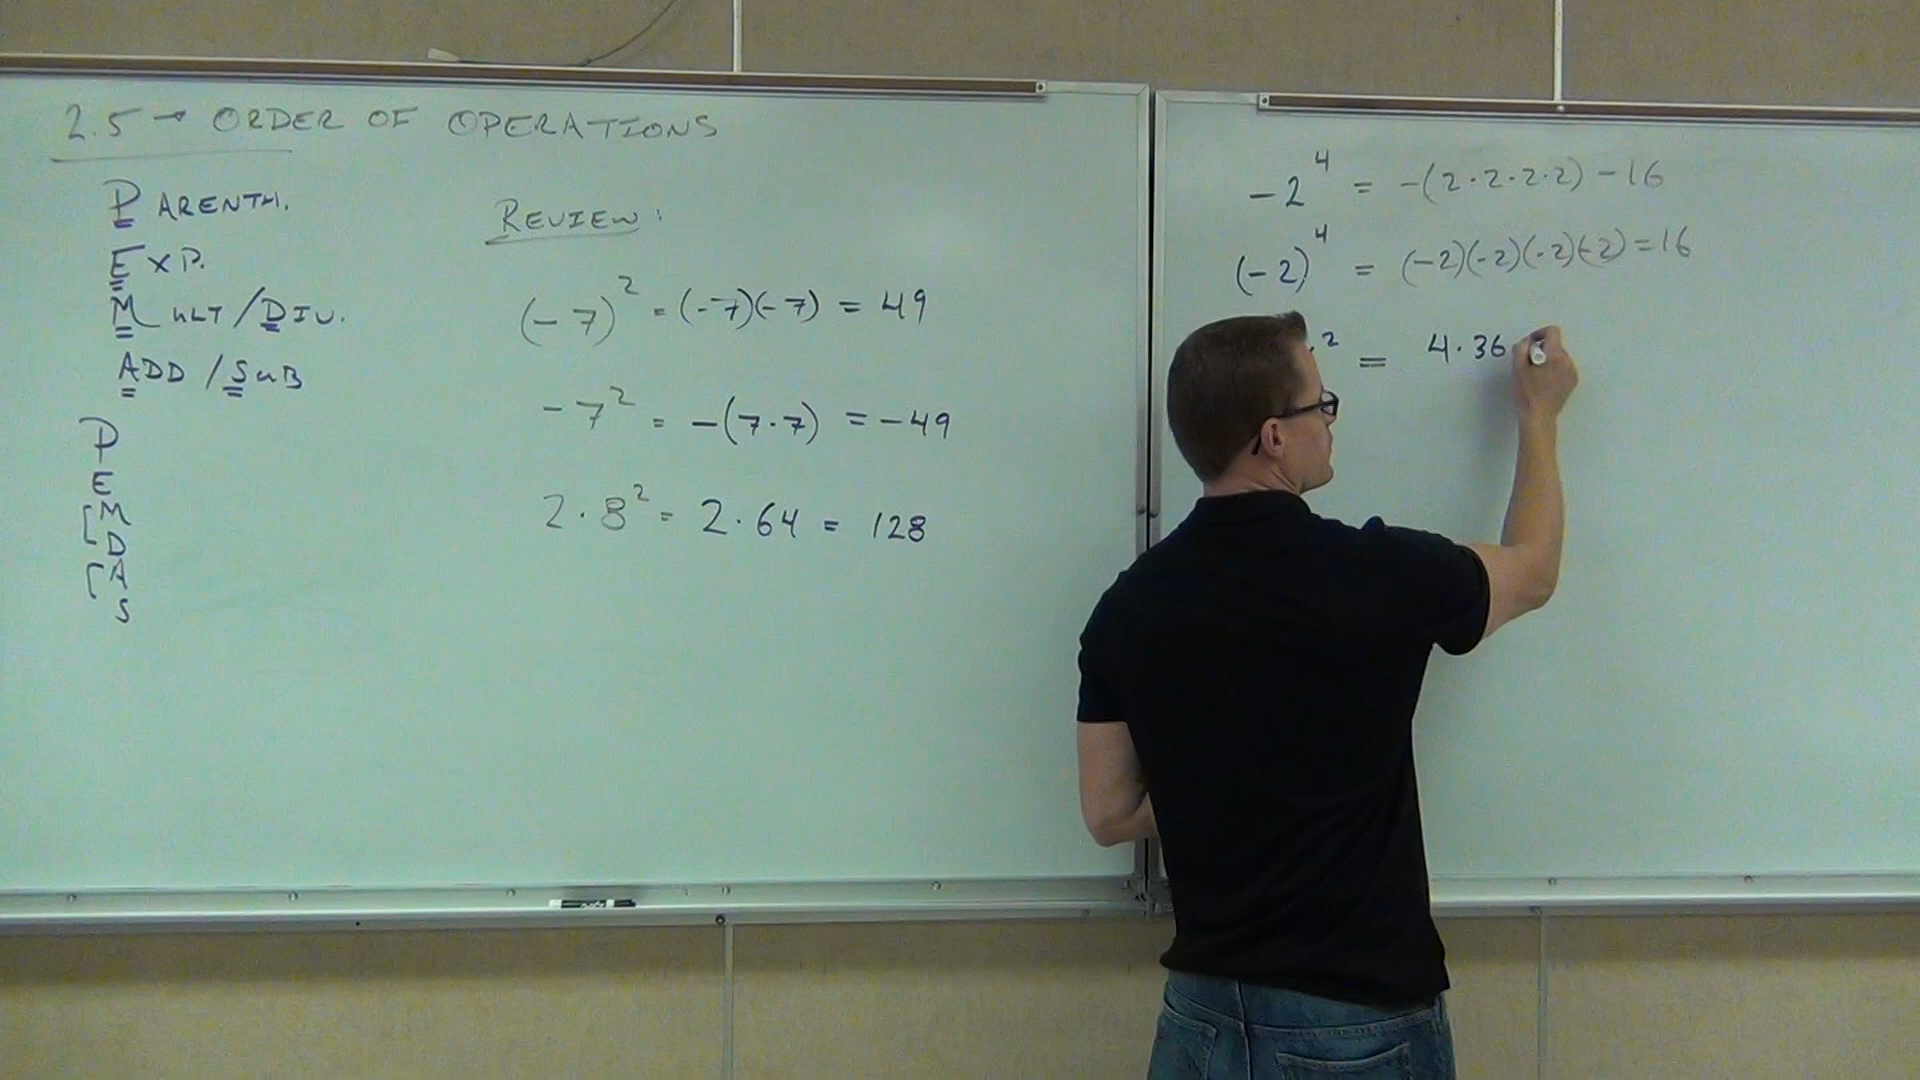 2.5 → ORDER OF OPERATIONS
PARENTH.
EXP.
MULT/DIV.
ADD/SUB
P
E
[ M
D
[ A
S
REVIEW:
(-7)² = (-7)(-7) = 49
-7² = -(7·7) = -49
2·8² = 2·64 = 128
-2⁴ = -(2·2·2·2) - 16
(-2)⁴ = (-2)(-2)(-2)(-2) = 16
² = 4·36